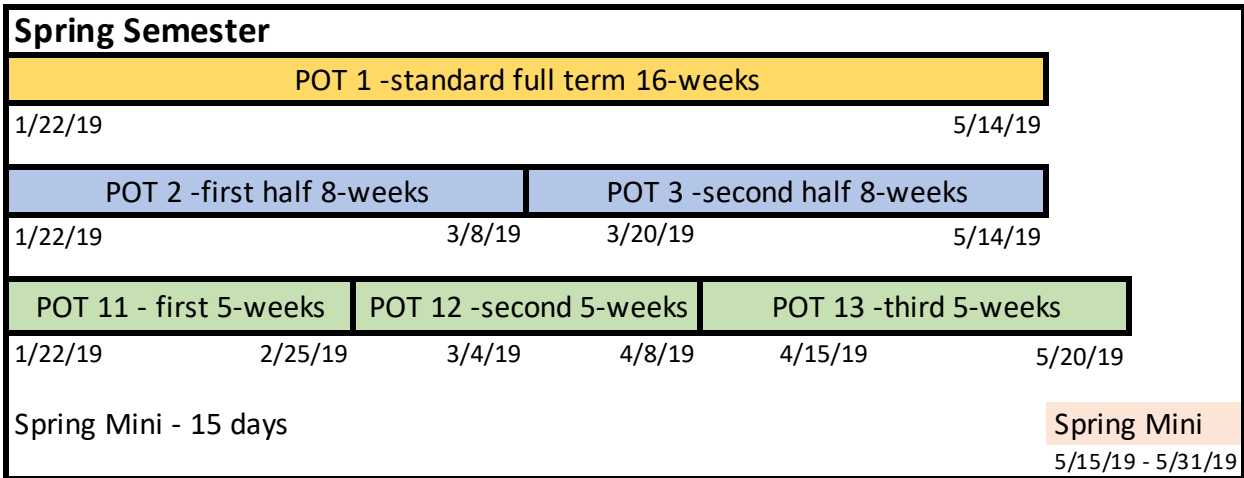 Spring Semester
POT 1 -standard full term 16-weeks
1/22/19 5/14/19
POT 2 -first half 8-weeks POT 3 -second half 8-weeks
1/22/19 3/8/19 3/20/19 5/14/19
POT 11 - first 5-weeks POT 12 -second 5-weeks POT 13 -third 5-weeks
1/22/19 2/25/19 3/4/19 4/8/19 4/15/19 5/20/19
Spring Mini - 15 days Spring Mini
5/15/19 - 5/31/19